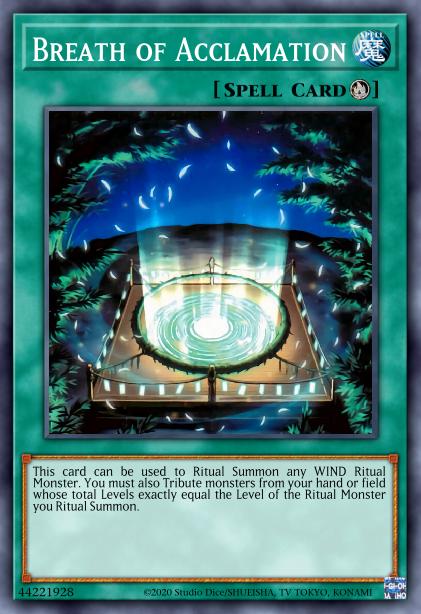 BREATH OF ACCLAMATION
SPELL
魔
[SPELL CARD]
This card can be used to Ritual Summon any WIND Ritual
Monster. You must also Tribute monsters from your hand or field
whose total Levels exactly equal the Level of the Ritual Monster
you Ritual Summon.
44221928
©2020 Studio Dice/SHUEISHA, TV TOKYO, KONAMI